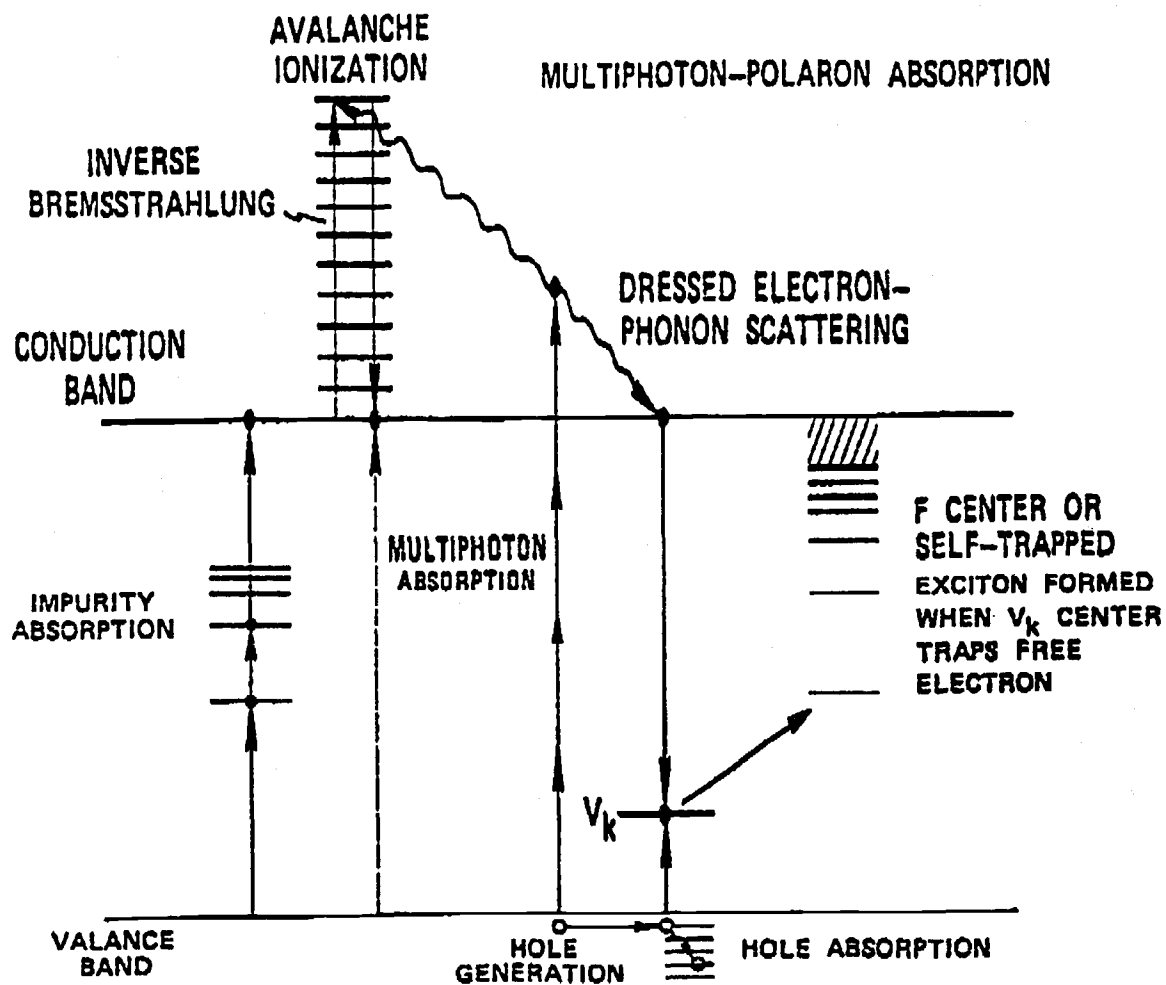 AVALANCHE
IONIZATION
MULTIPHOTON-POLARON ABSORPTION
INVERSE
BREMSSTRAHLUNG
DRESSED ELECTRON-
PHONON SCATTERING
CONDUCTION
BAND
MULTIPHOTON
ABSORPTION
IMPURITY
ABSORPTION
F CENTER OR
SELF-TRAPPED
EXCITON FORMED
WHEN Vk CENTER
TRAPS FREE
ELECTRON
Vk
VALANCE
BAND
HOLE
GENERATION
HOLE ABSORPTION